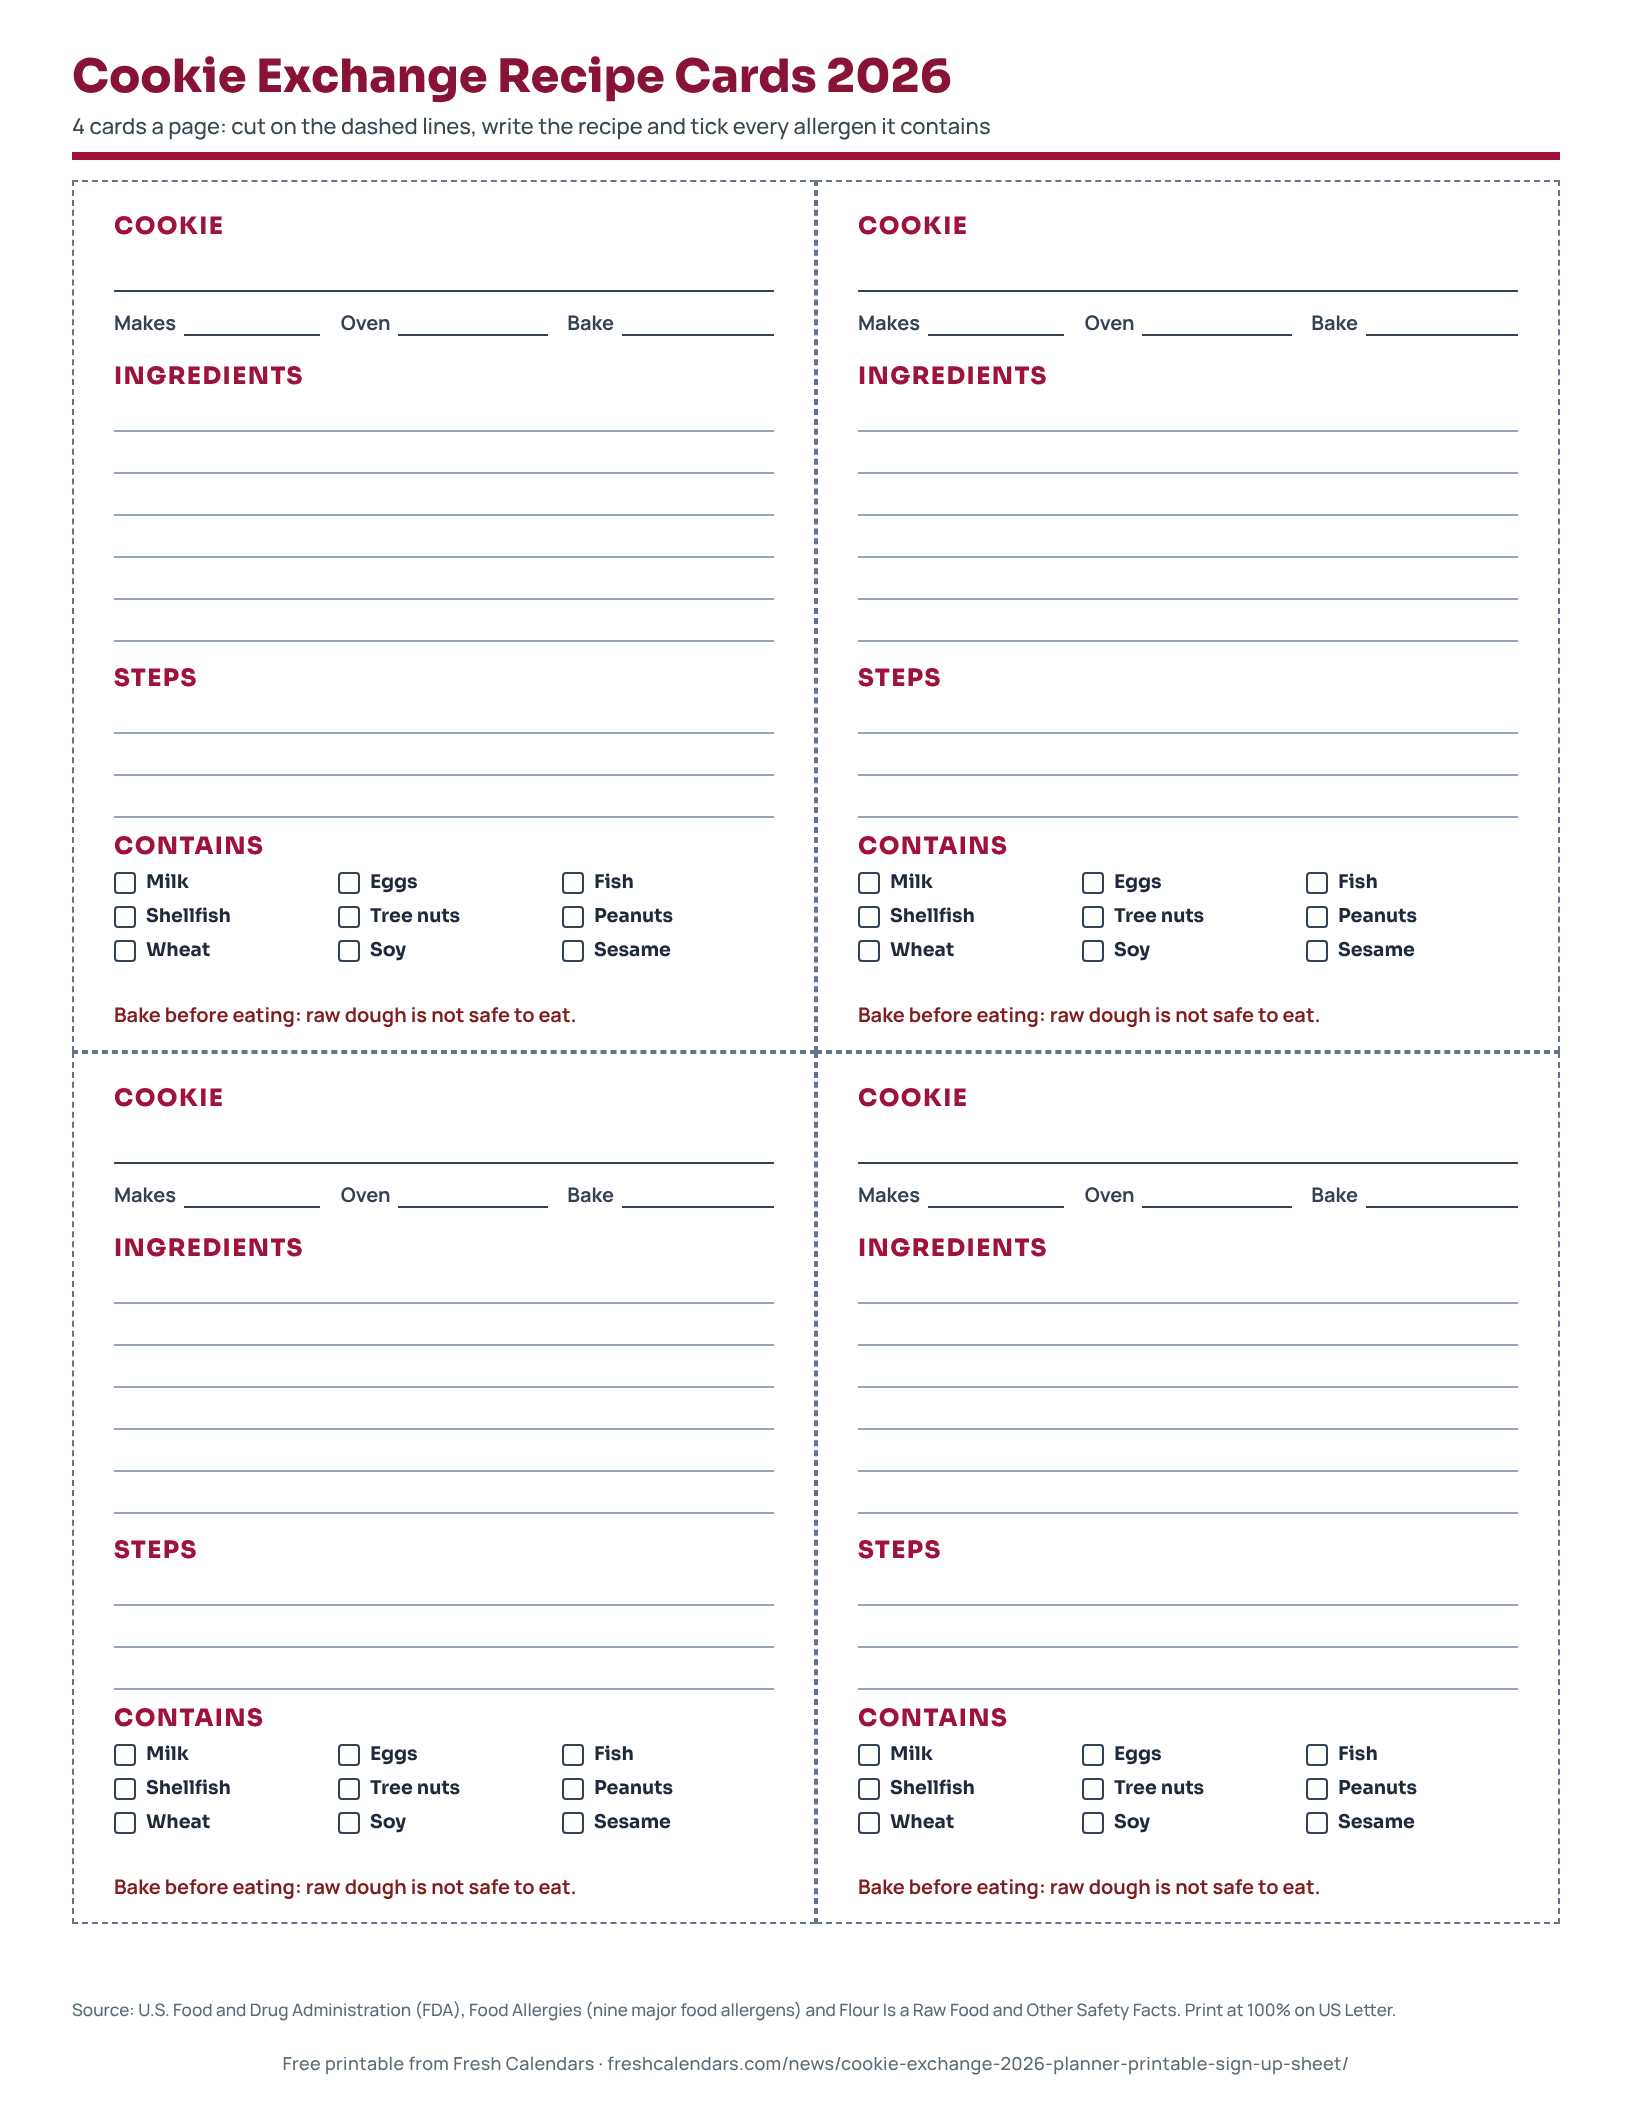 Cookie Exchange Recipe Cards 2026
4 cards a page: cut on the dashed lines, write the recipe and tick every allergen it contains
COOKIE
Makes Oven Bake
INGREDIENTS
STEPS
CONTAINS
Milk Eggs Fish
Shellfish Tree nuts Peanuts
Wheat Soy Sesame
Bake before eating: raw dough is not safe to eat.
COOKIE
Makes Oven Bake
INGREDIENTS
STEPS
CONTAINS
Milk Eggs Fish
Shellfish Tree nuts Peanuts
Wheat Soy Sesame
Bake before eating: raw dough is not safe to eat.
COOKIE
Makes Oven Bake
INGREDIENTS
STEPS
CONTAINS
Milk Eggs Fish
Shellfish Tree nuts Peanuts
Wheat Soy Sesame
Bake before eating: raw dough is not safe to eat.
COOKIE
Makes Oven Bake
INGREDIENTS
STEPS
CONTAINS
Milk Eggs Fish
Shellfish Tree nuts Peanuts
Wheat Soy Sesame
Bake before eating: raw dough is not safe to eat.
Source: U.S. Food and Drug Administration (FDA), Food Allergies (nine major food allergens) and Flour Is a Raw Food and Other Safety Facts. Print at 100% on US Letter.
Free printable from Fresh Calendars · freshcalendars.com/news/cookie-exchange-2026-planner-printable-sign-up-sheet/